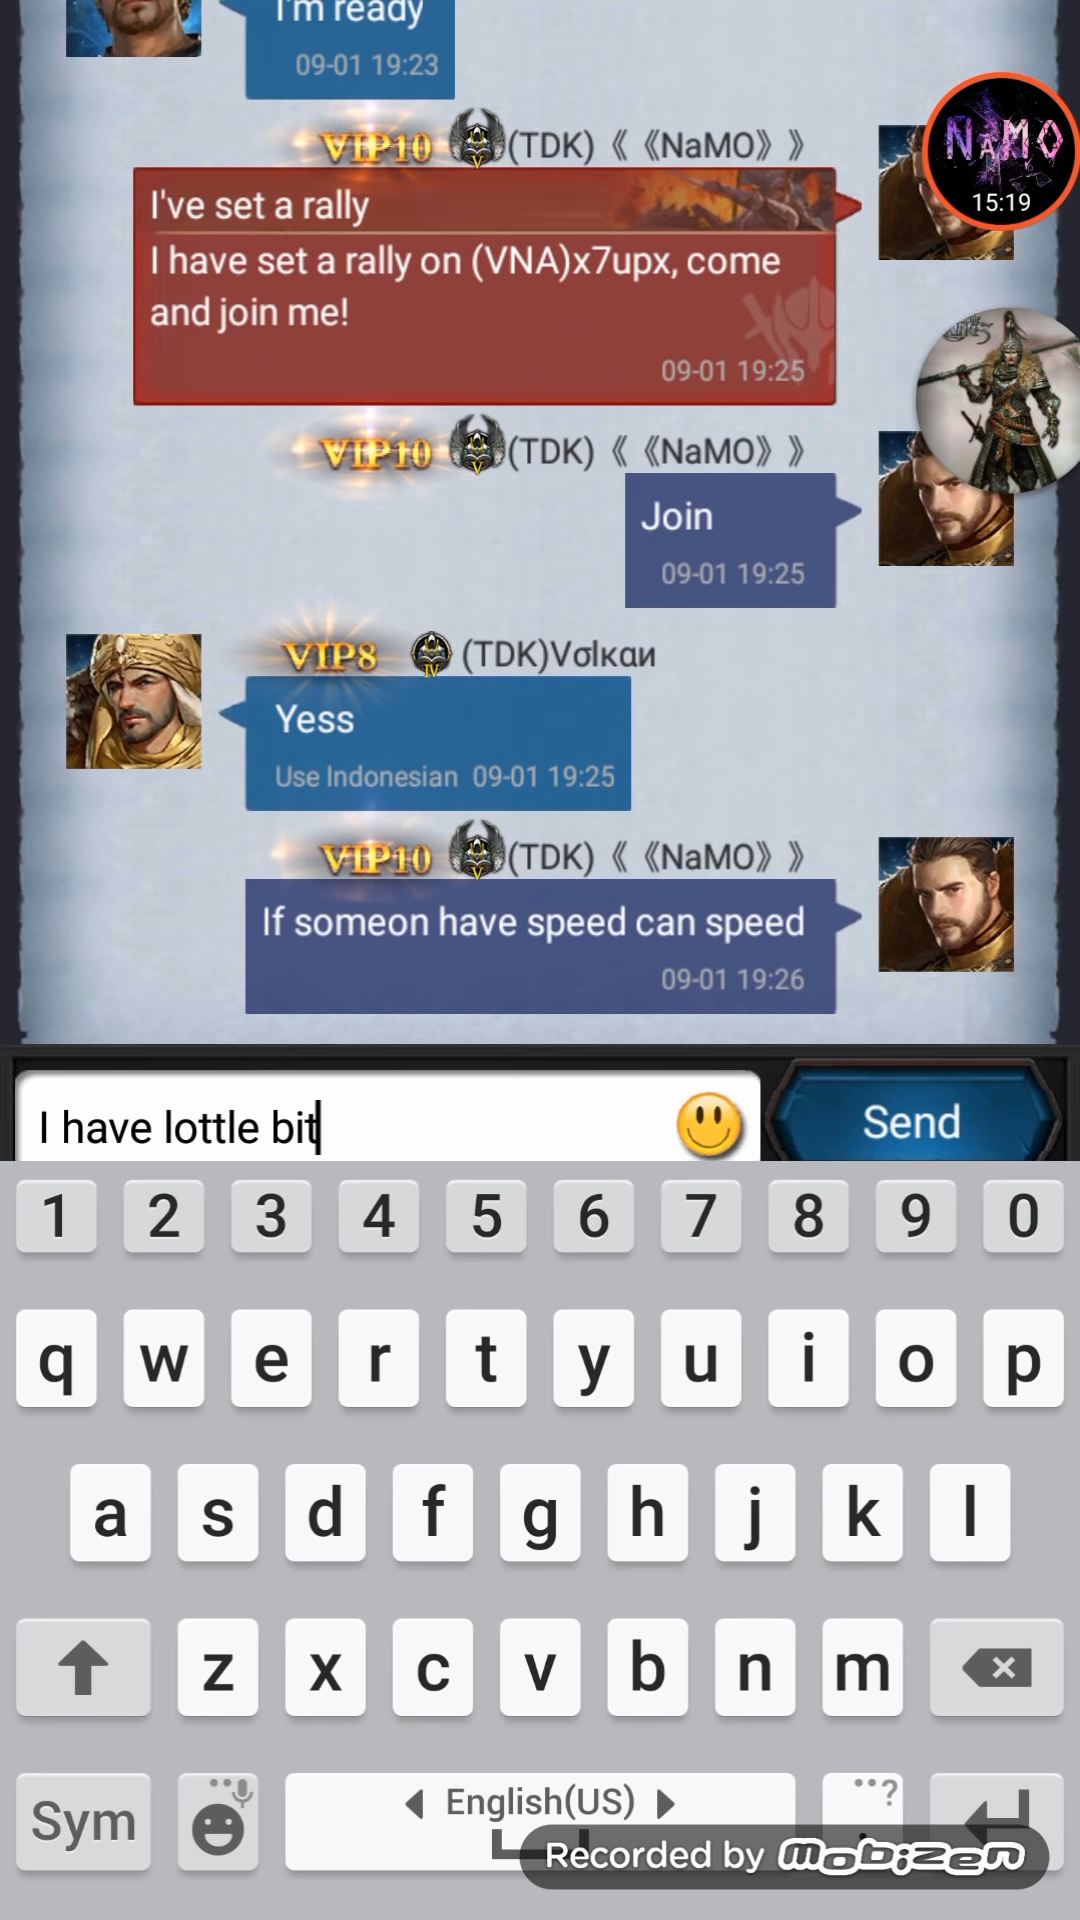 I'm ready
09-01 19:23
VIP10 V (TDK)《《NaMO》》
NaMO
15:19
I've set a rally
I have set a rally on (VNA)x7upx, come
and join me!
09-01 19:25
VIP10 V (TDK)《《NaMO》》
Join
09-01 19:25
VIP8 IV (TDK)Vσlkαи
Yess
Use Indonesian 09-01 19:25
VIP10 V (TDK)《《NaMO》》
If someon have speed can speed
09-01 19:26
I have lottle bit
Send
1 2 3 4 5 6 7 8 9 0
q w e r t y u i o p
a s d f g h j k l
z x c v b n m
Sym English(US) ?
Recorded by mobizen